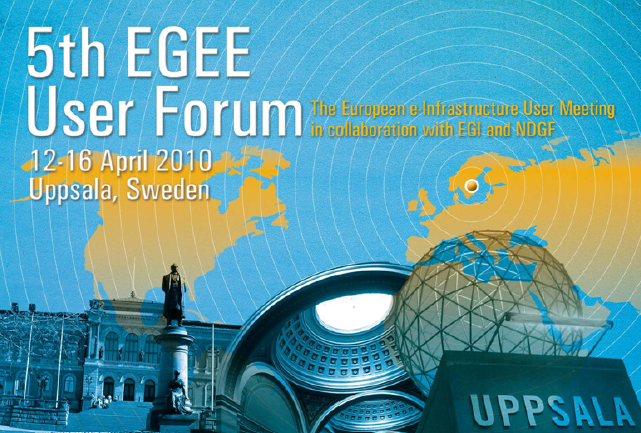 5th EGEE
User Forum
The European e Infrastructure User Meeting
in collaboration with EGI and NDGF
12-16 April 2010
Uppsala, Sweden
UPPSALA